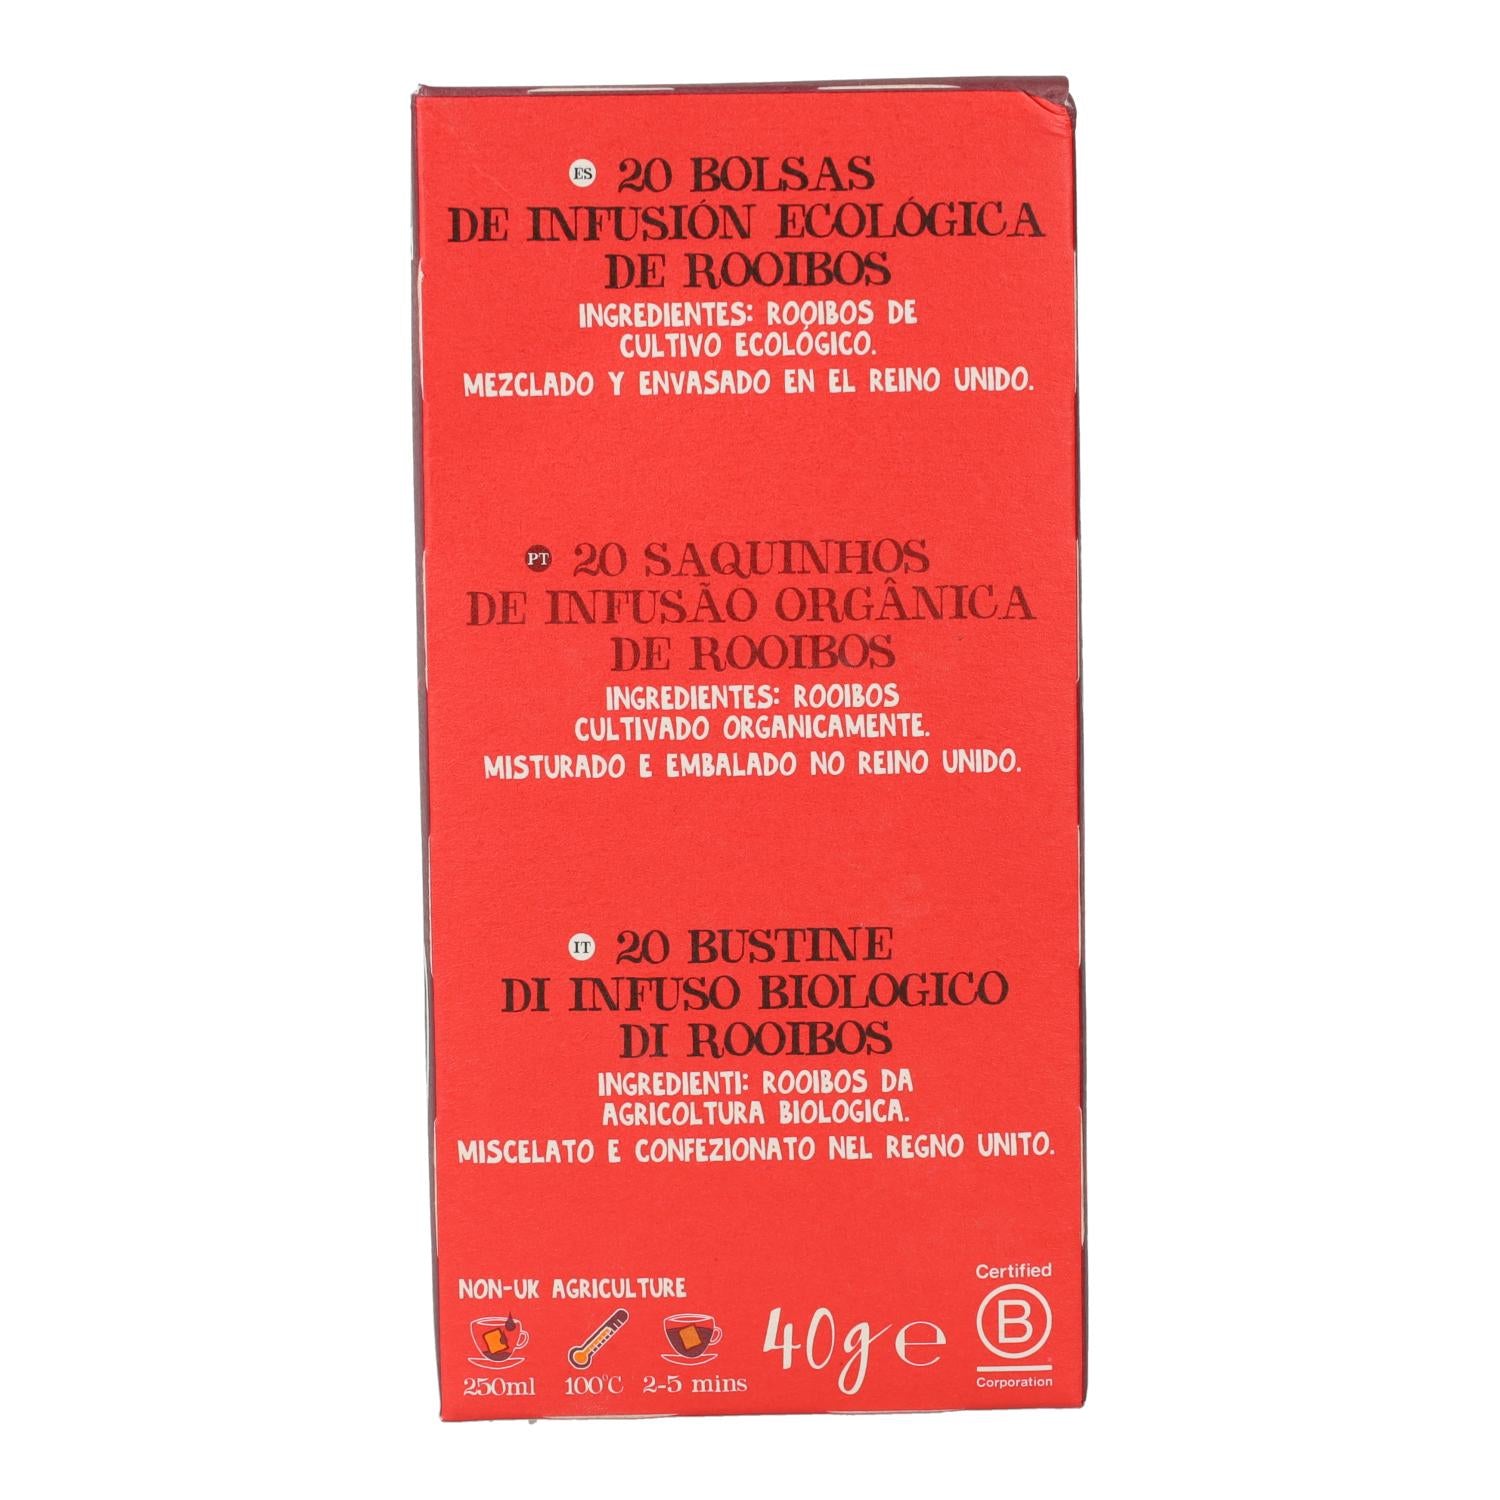 ES 20 BOLSAS
DE INFUSIÓN ECOLÓGICA
DE ROOIBOS
INGREDIENTES: ROOIBOS DE
CULTIVO ECOLÓGICO.
MEZCLADO Y ENVASADO EN EL REINO UNIDO.
PT 20 SAQUINHOS
DE INFUSÃO ORGÂNICA
DE ROOIBOS
INGREDIENTES: ROOIBOS
CULTIVADO ORGANICAMENTE.
MISTURADO E EMBALADO NO REINO UNIDO.
IT 20 BUSTINE
DI INFUSO BIOLOGICO
DI ROOIBOS
INGREDIENTI: ROOIBOS DA
AGRICOLTURA BIOLOGICA.
MISCELATO E CONFEZIONATO NEL REGNO UNITO.
NON-UK AGRICULTURE
250ml 100°C 2-5 mins
40g e
Certified
B
Corporation